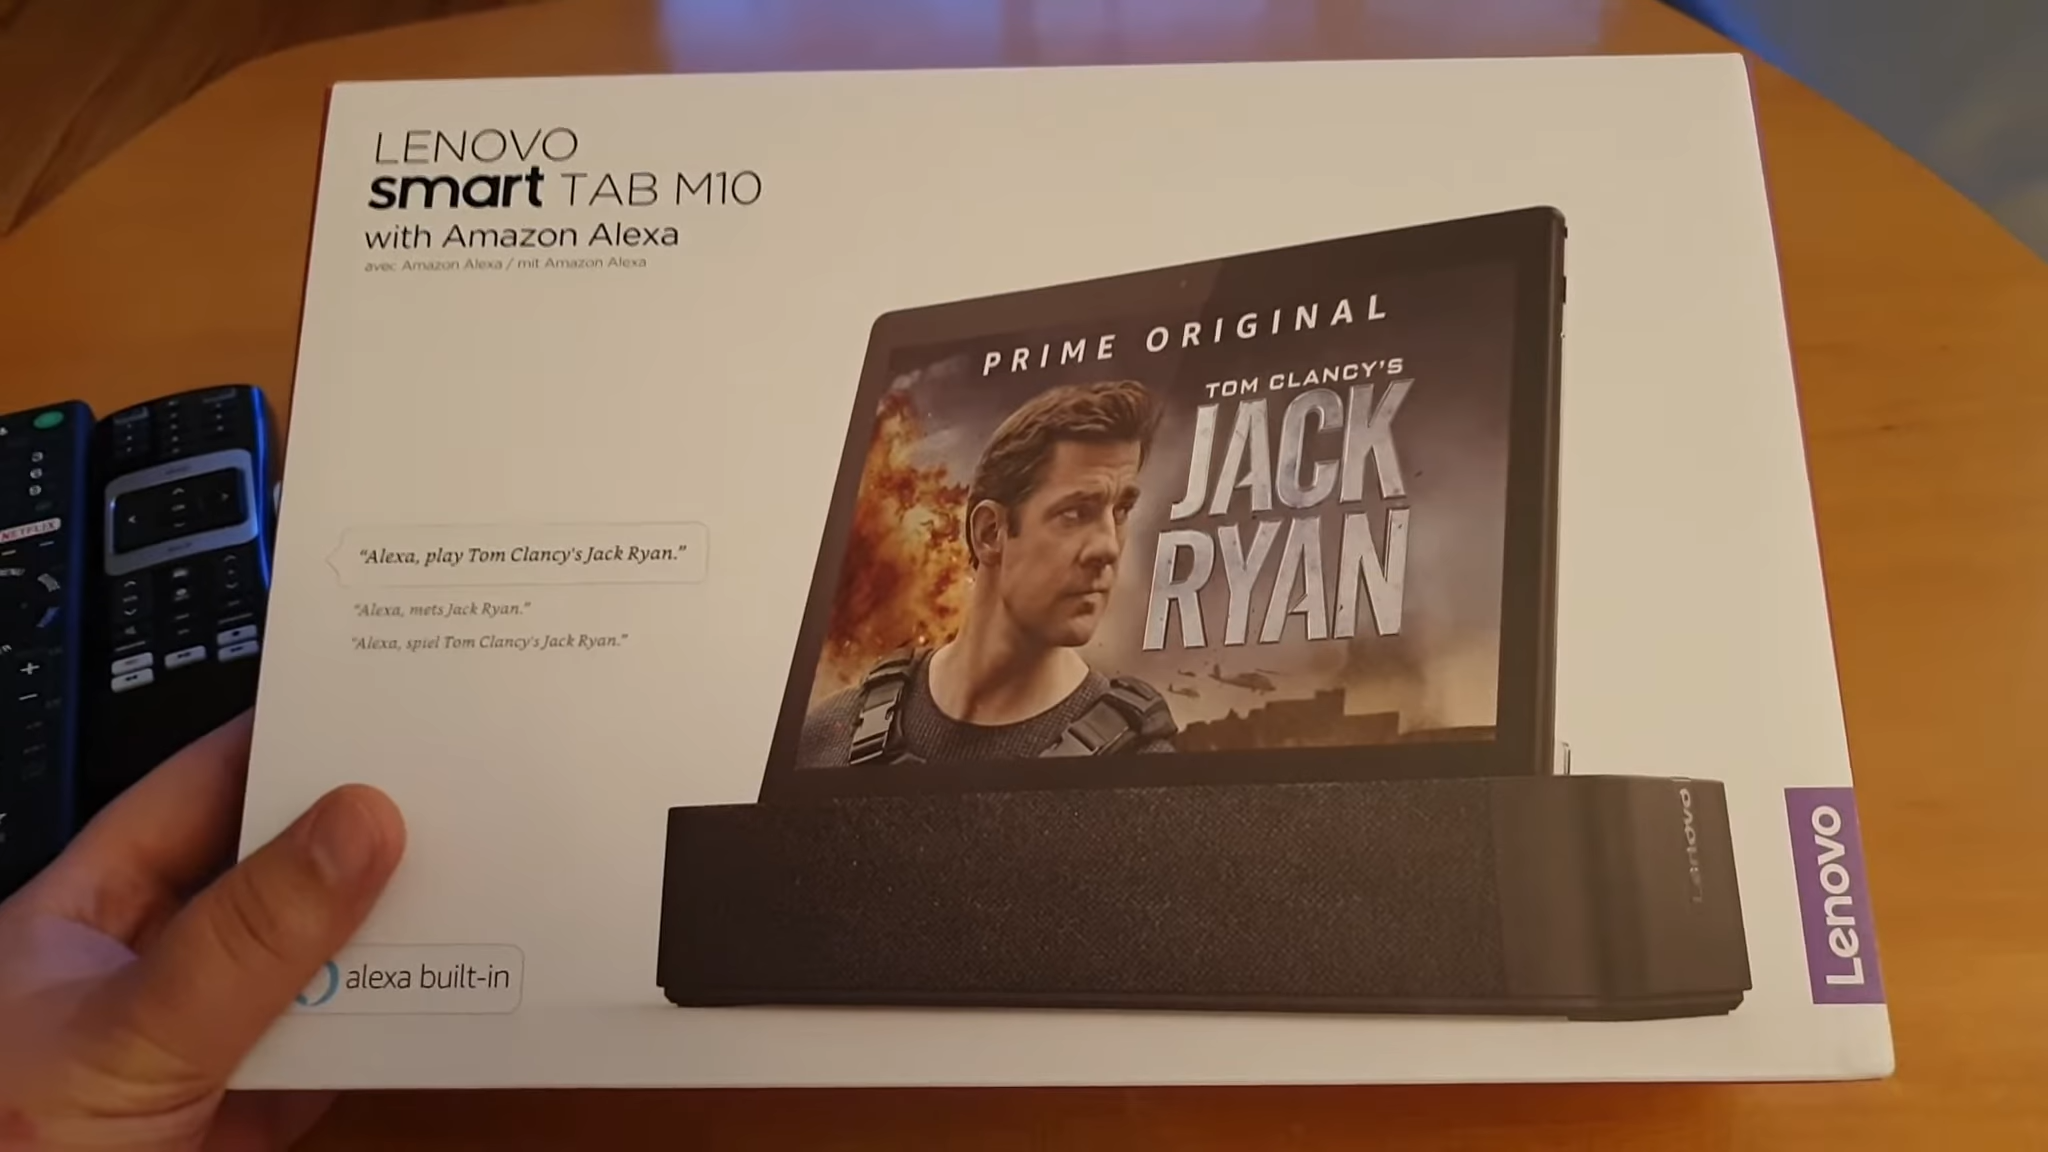 LENOVO
smart TAB M10
with Amazon Alexa
avec Amazon Alexa / mit Amazon Alexa
PRIME ORIGINAL
TOM CLANCY'S
JACK
RYAN
NETFLIX
“Alexa, play Tom Clancy's Jack Ryan.”
“Alexa, mets Jack Ryan.”
“Alexa, spiel Tom Clancy's Jack Ryan.”
Lenovo
Lenovo
alexa built-in